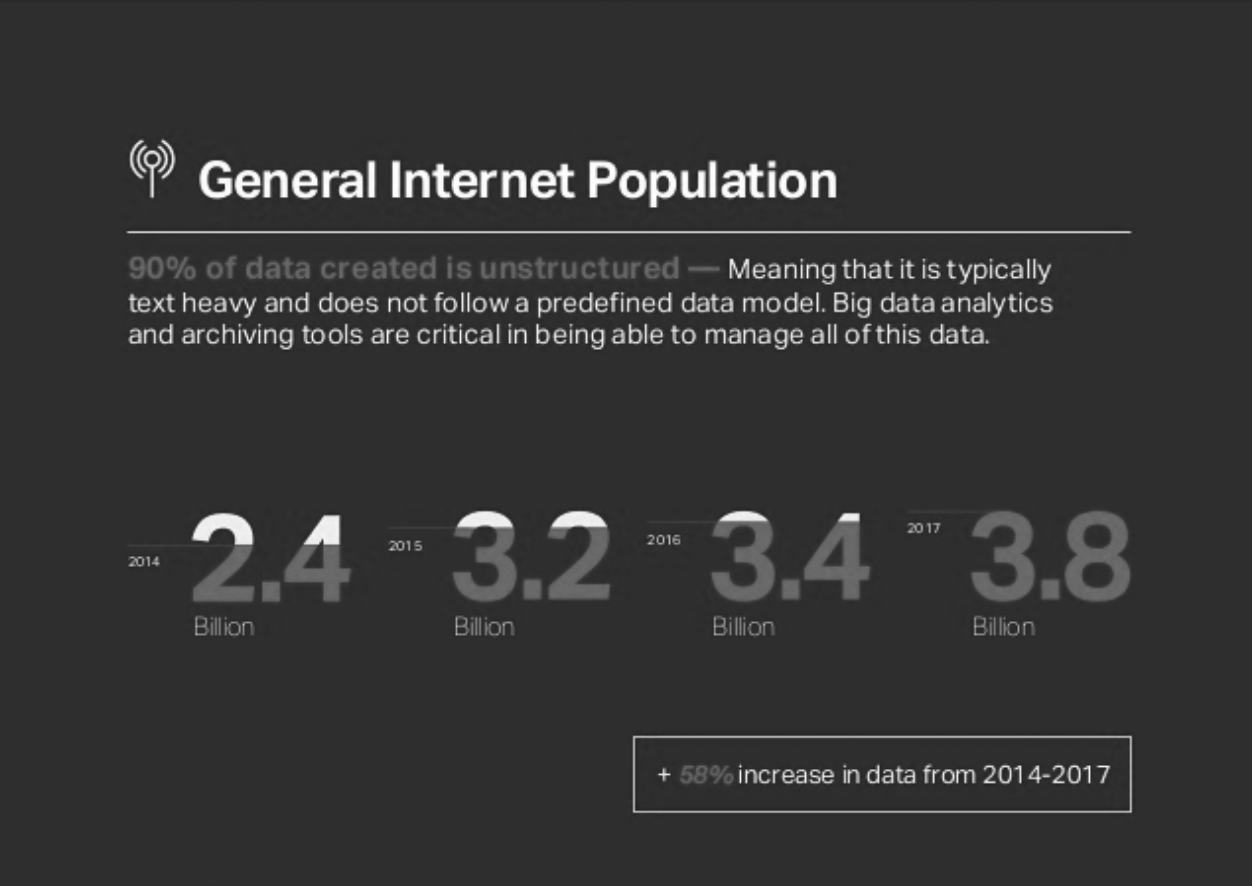 General Internet Population
90% of data created is unstructured — Meaning that it is typically
text heavy and does not follow a predefined data model. Big data analytics
and archiving tools are critical in being able to manage all of this data.
2014 2.4 Billion
2015 3.2 Billion
2016 3.4 Billion
2017 3.8 Billion
+ 58% increase in data from 2014-2017